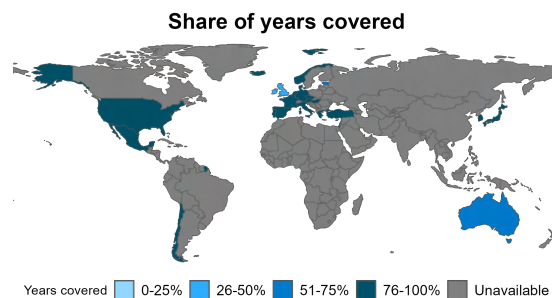 Share of years covered
Years covered 0-25% 26-50% 51-75% 76-100% Unavailable